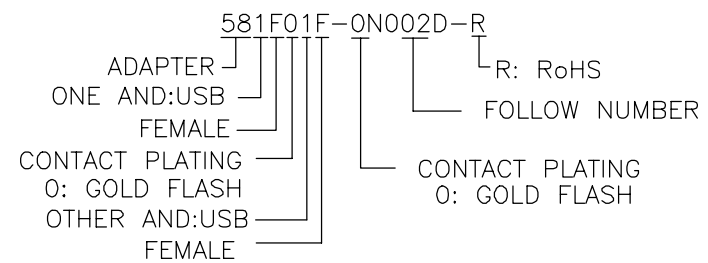 581F01F-0N002D-R
ADAPTER
R: RoHS
ONE AND:USB
FOLLOW NUMBER
FEMALE
CONTACT PLATING
0: GOLD FLASH
CONTACT PLATING
0: GOLD FLASH
OTHER AND:USB
FEMALE